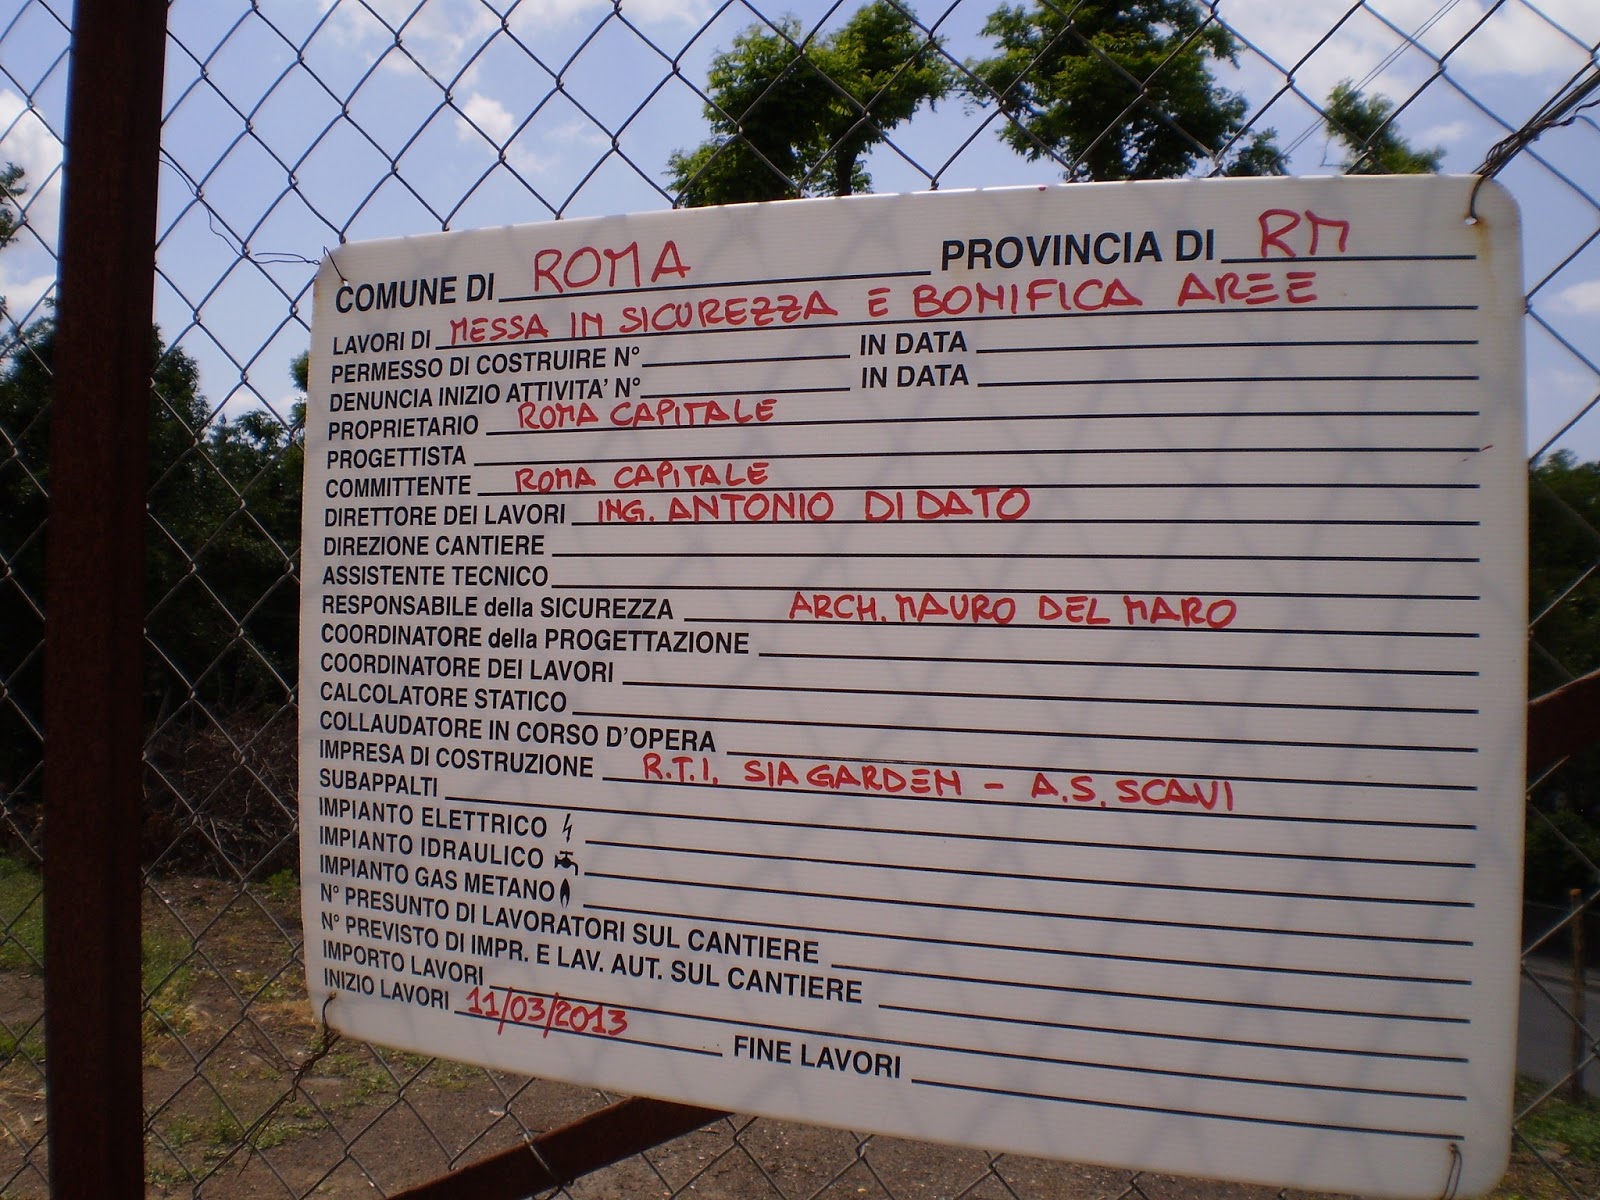 COMUNE DI ROMA PROVINCIA DI RM
LAVORI DI MESSA IN SICUREZZA E BONIFICA AREE
PERMESSO DI COSTRUIRE N° IN DATA
DENUNCIA INIZIO ATTIVITA' N° IN DATA
PROPRIETARIO ROMA CAPITALE
PROGETTISTA
COMMITTENTE ROMA CAPITALE
DIRETTORE DEI LAVORI ING. ANTONIO DI DATO
DIREZIONE CANTIERE
ASSISTENTE TECNICO
RESPONSABILE della SICUREZZA ARCH. MAURO DEL MARO
COORDINATORE della PROGETTAZIONE
COORDINATORE DEI LAVORI
CALCOLATORE STATICO
COLLAUDATORE IN CORSO D'OPERA
IMPRESA DI COSTRUZIONE R.T.I. SIA GARDEN - A.S. SCAVI
SUBAPPALTI
IMPIANTO ELETTRICO
IMPIANTO IDRAULICO
IMPIANTO GAS METANO
N° PRESUNTO DI LAVORATORI SUL CANTIERE
N° PREVISTO DI IMPR. E LAV. AUT. SUL CANTIERE
IMPORTO LAVORI
INIZIO LAVORI 11/03/2013 FINE LAVORI